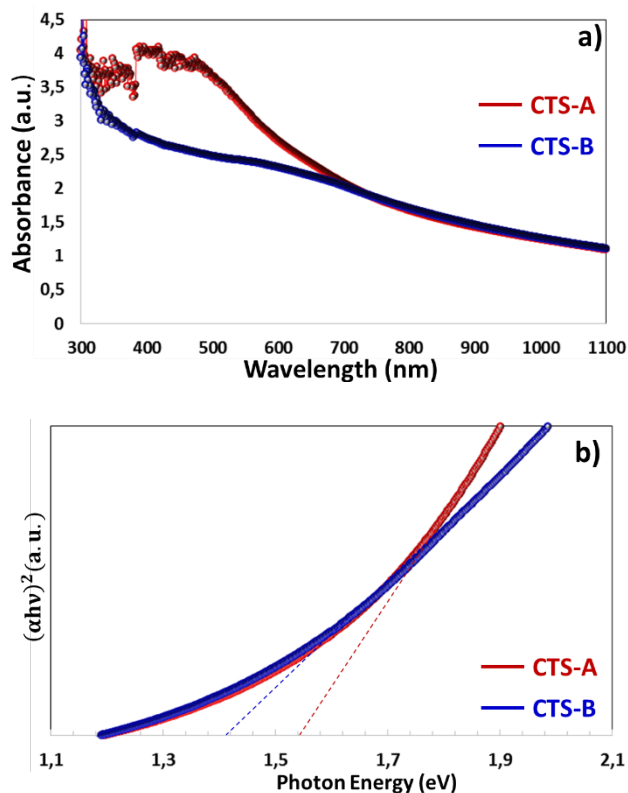 a)
Absorbance (a.u.)
4,5
4
3,5
3
2,5
2
1,5
1
0,5
0
CTS-A
CTS-B
300 400 500 600 700 800 900 1000 1100
Wavelength (nm)
b)
(αhν)² (a.u.)
CTS-A
CTS-B
1,1 1,3 1,5 1,7 1,9 2,1
Photon Energy (eV)